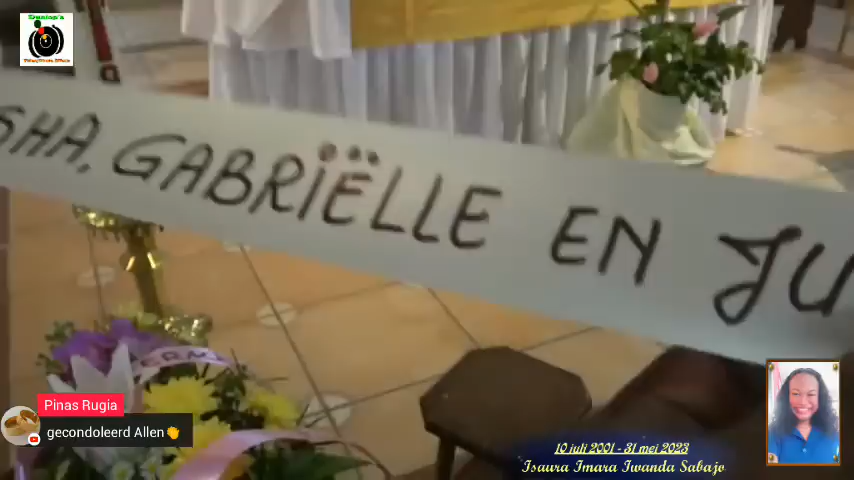 SHA, GABRIËLLE EN JU
Pinas Rugia
gecondoleerd Allen👏
10 juli 2001 - 31 mei 2023
Isaura Imara Iwanda Sabajo